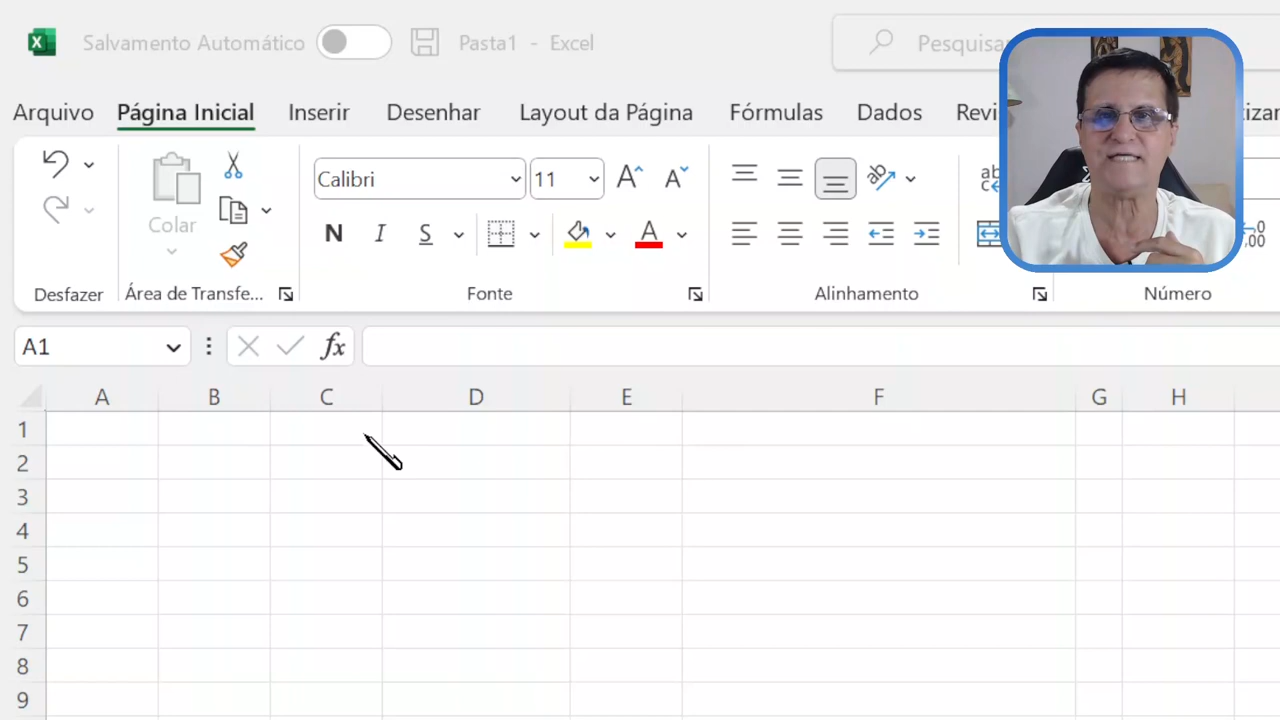 Salvamento Automático
Pasta1 - Excel
Pesquisar
Arquivo Página Inicial Inserir Desenhar Layout da Página Fórmulas Dados
Colar
Calibri
11
N I S
A
Desfazer
Área de Transfe...
Fonte
Alinhamento
Número
A1
fx
A B C D E F G H
1
2
3
4
5
6
7
8
9